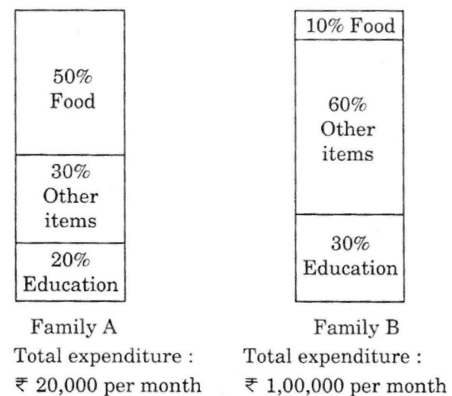 50%
Food
30%
Other
items
20%
Education
Family A
Total expenditure :
₹ 20,000 per month
10% Food
60%
Other
items
30%
Education
Family B
Total expenditure :
₹ 1,00,000 per month